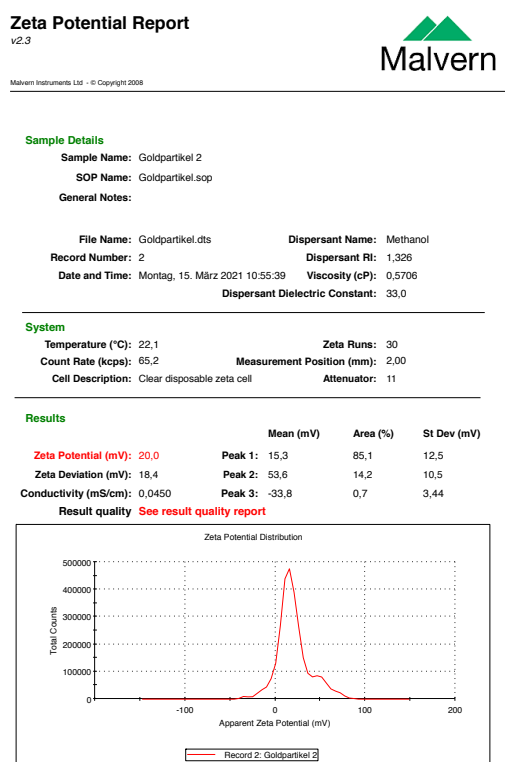 Zeta Potential Report
v2.3
Malvern
Malvern Instruments Ltd - © Copyright 2008
Sample Details
Sample Name: Goldpartikel 2
SOP Name: Goldpartikel.sop
General Notes:
File Name: Goldpartikel.dts Dispersant Name: Methanol
Record Number: 2 Dispersant RI: 1,326
Date and Time: Montag, 15. März 2021 10:55:39 Viscosity (cP): 0,5706
Dispersant Dielectric Constant: 33,0
System
Temperature (°C): 22,1 Zeta Runs: 30
Count Rate (kcps): 65,2 Measurement Position (mm): 2,00
Cell Description: Clear disposable zeta cell Attenuator: 11
Results
Mean (mV) Area (%) St Dev (mV)
Zeta Potential (mV): 20,0 Peak 1: 15,3 85,1 12,5
Zeta Deviation (mV): 18,4 Peak 2: 53,6 14,2 10,5
Conductivity (mS/cm): 0,0450 Peak 3: -33,8 0,7 3,44
Result quality See result quality report
Zeta Potential Distribution
500000
400000
300000
200000
100000
0
Total Counts
-100 0 100 200
Apparent Zeta Potential (mV)
Record 2: Goldpartikel 2